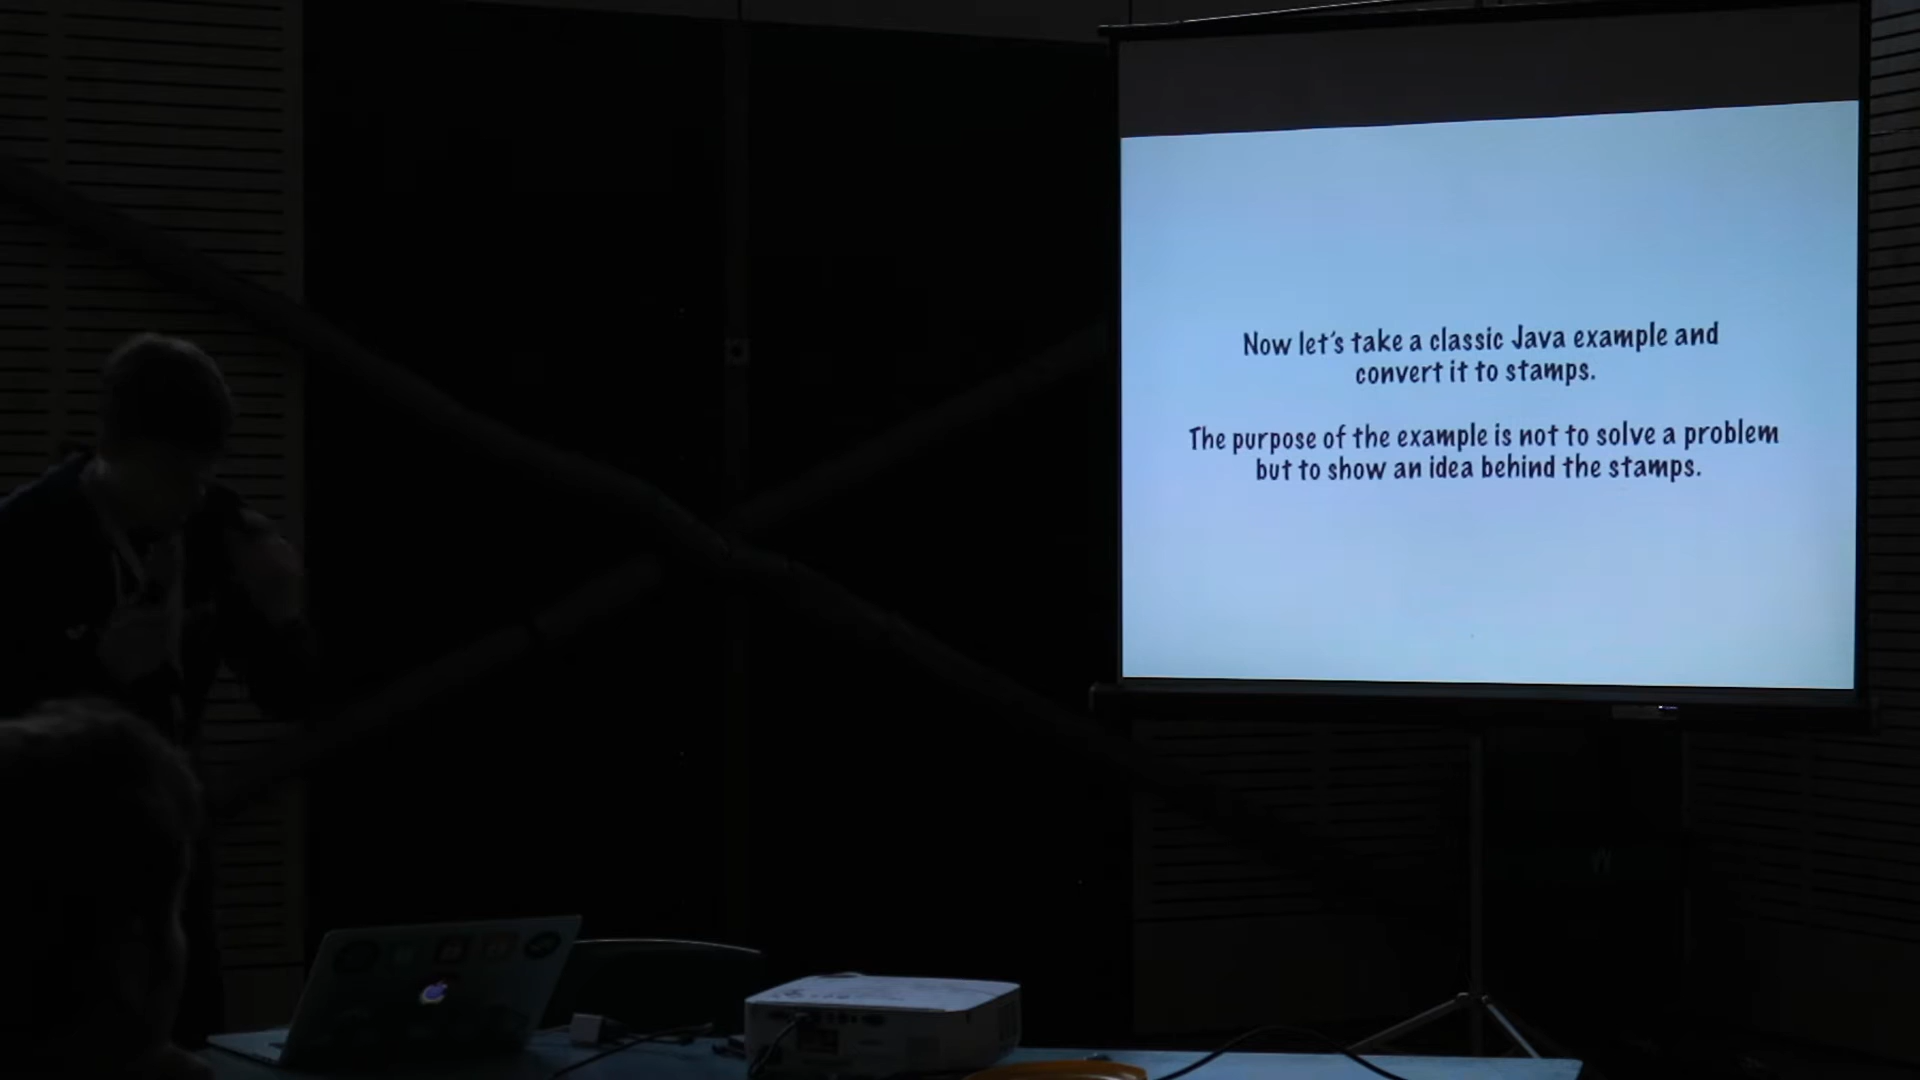 Now let's take a classic Java example and
convert it to stamps.
The purpose of the example is not to solve a problem
but to show an idea behind the stamps.